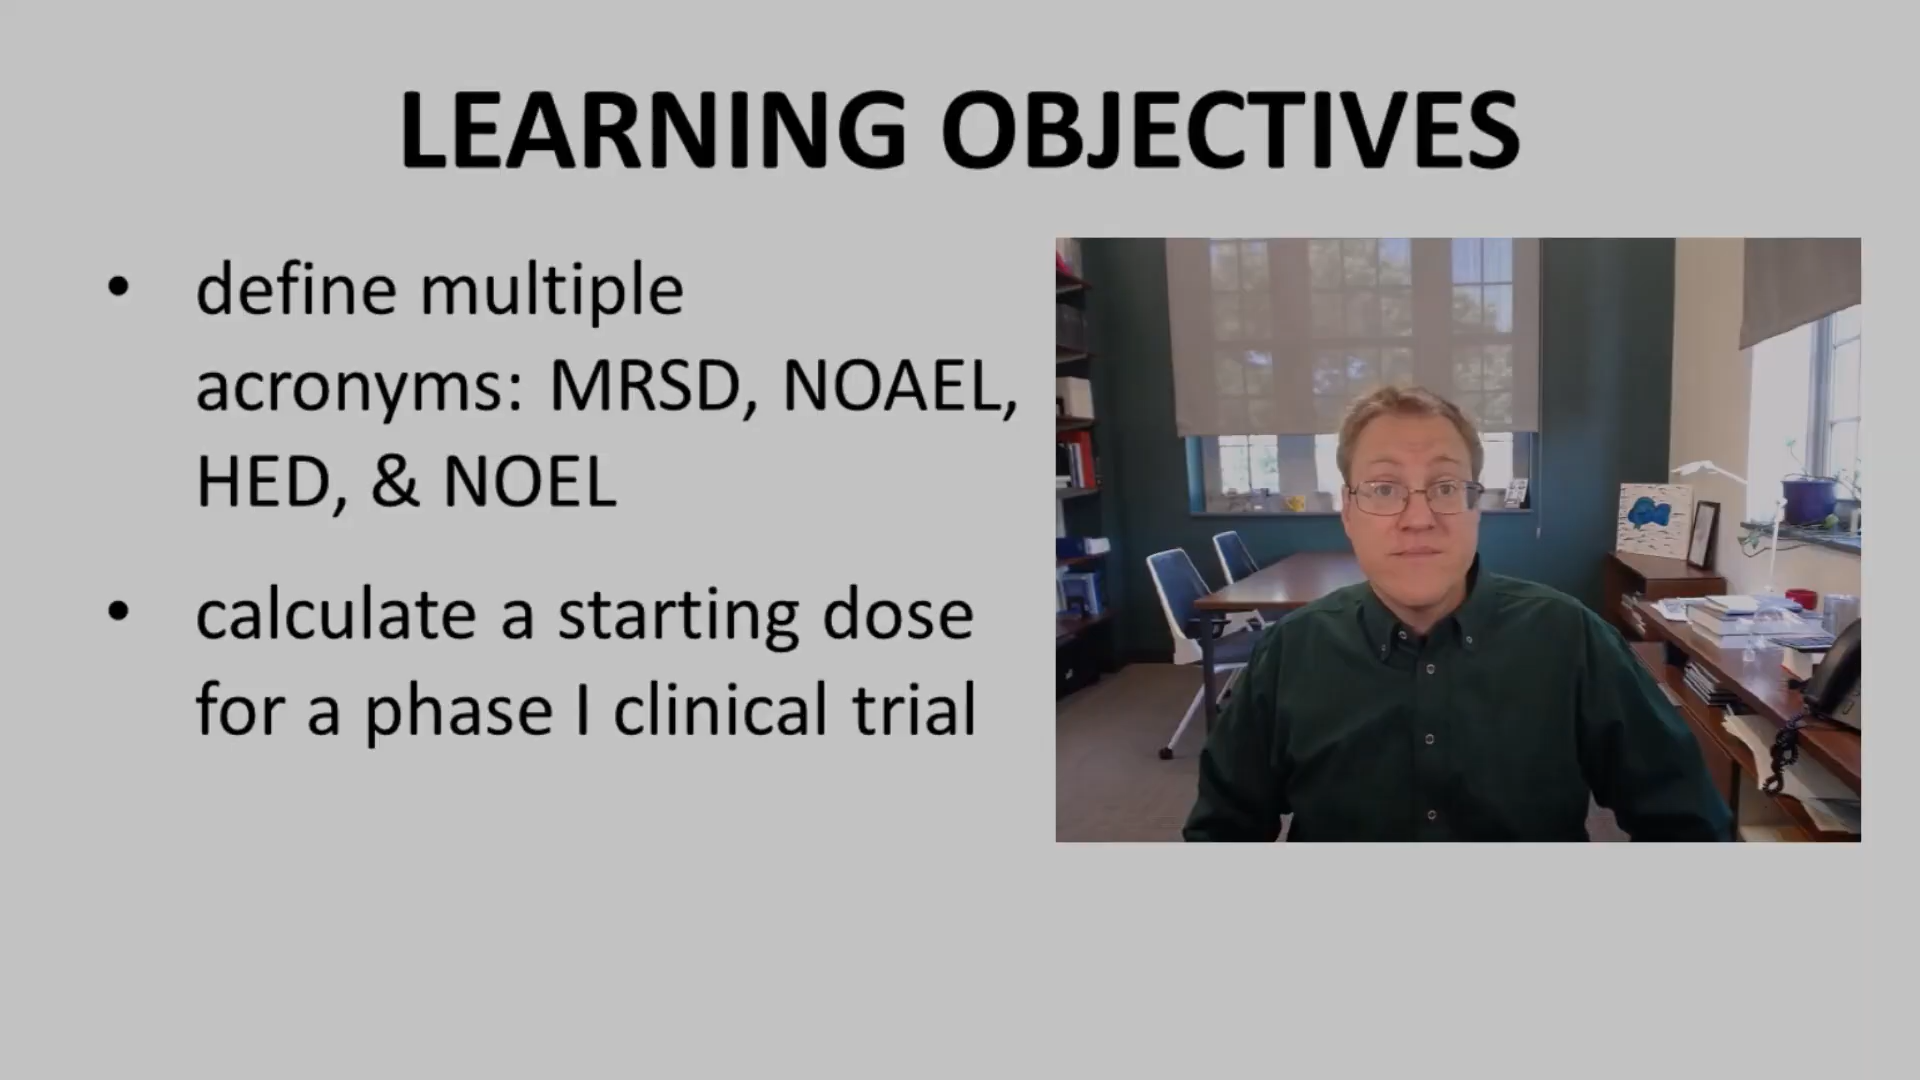 LEARNING OBJECTIVES
• define multiple
acronyms: MRSD, NOAEL,
HED, & NOEL
• calculate a starting dose
for a phase I clinical trial